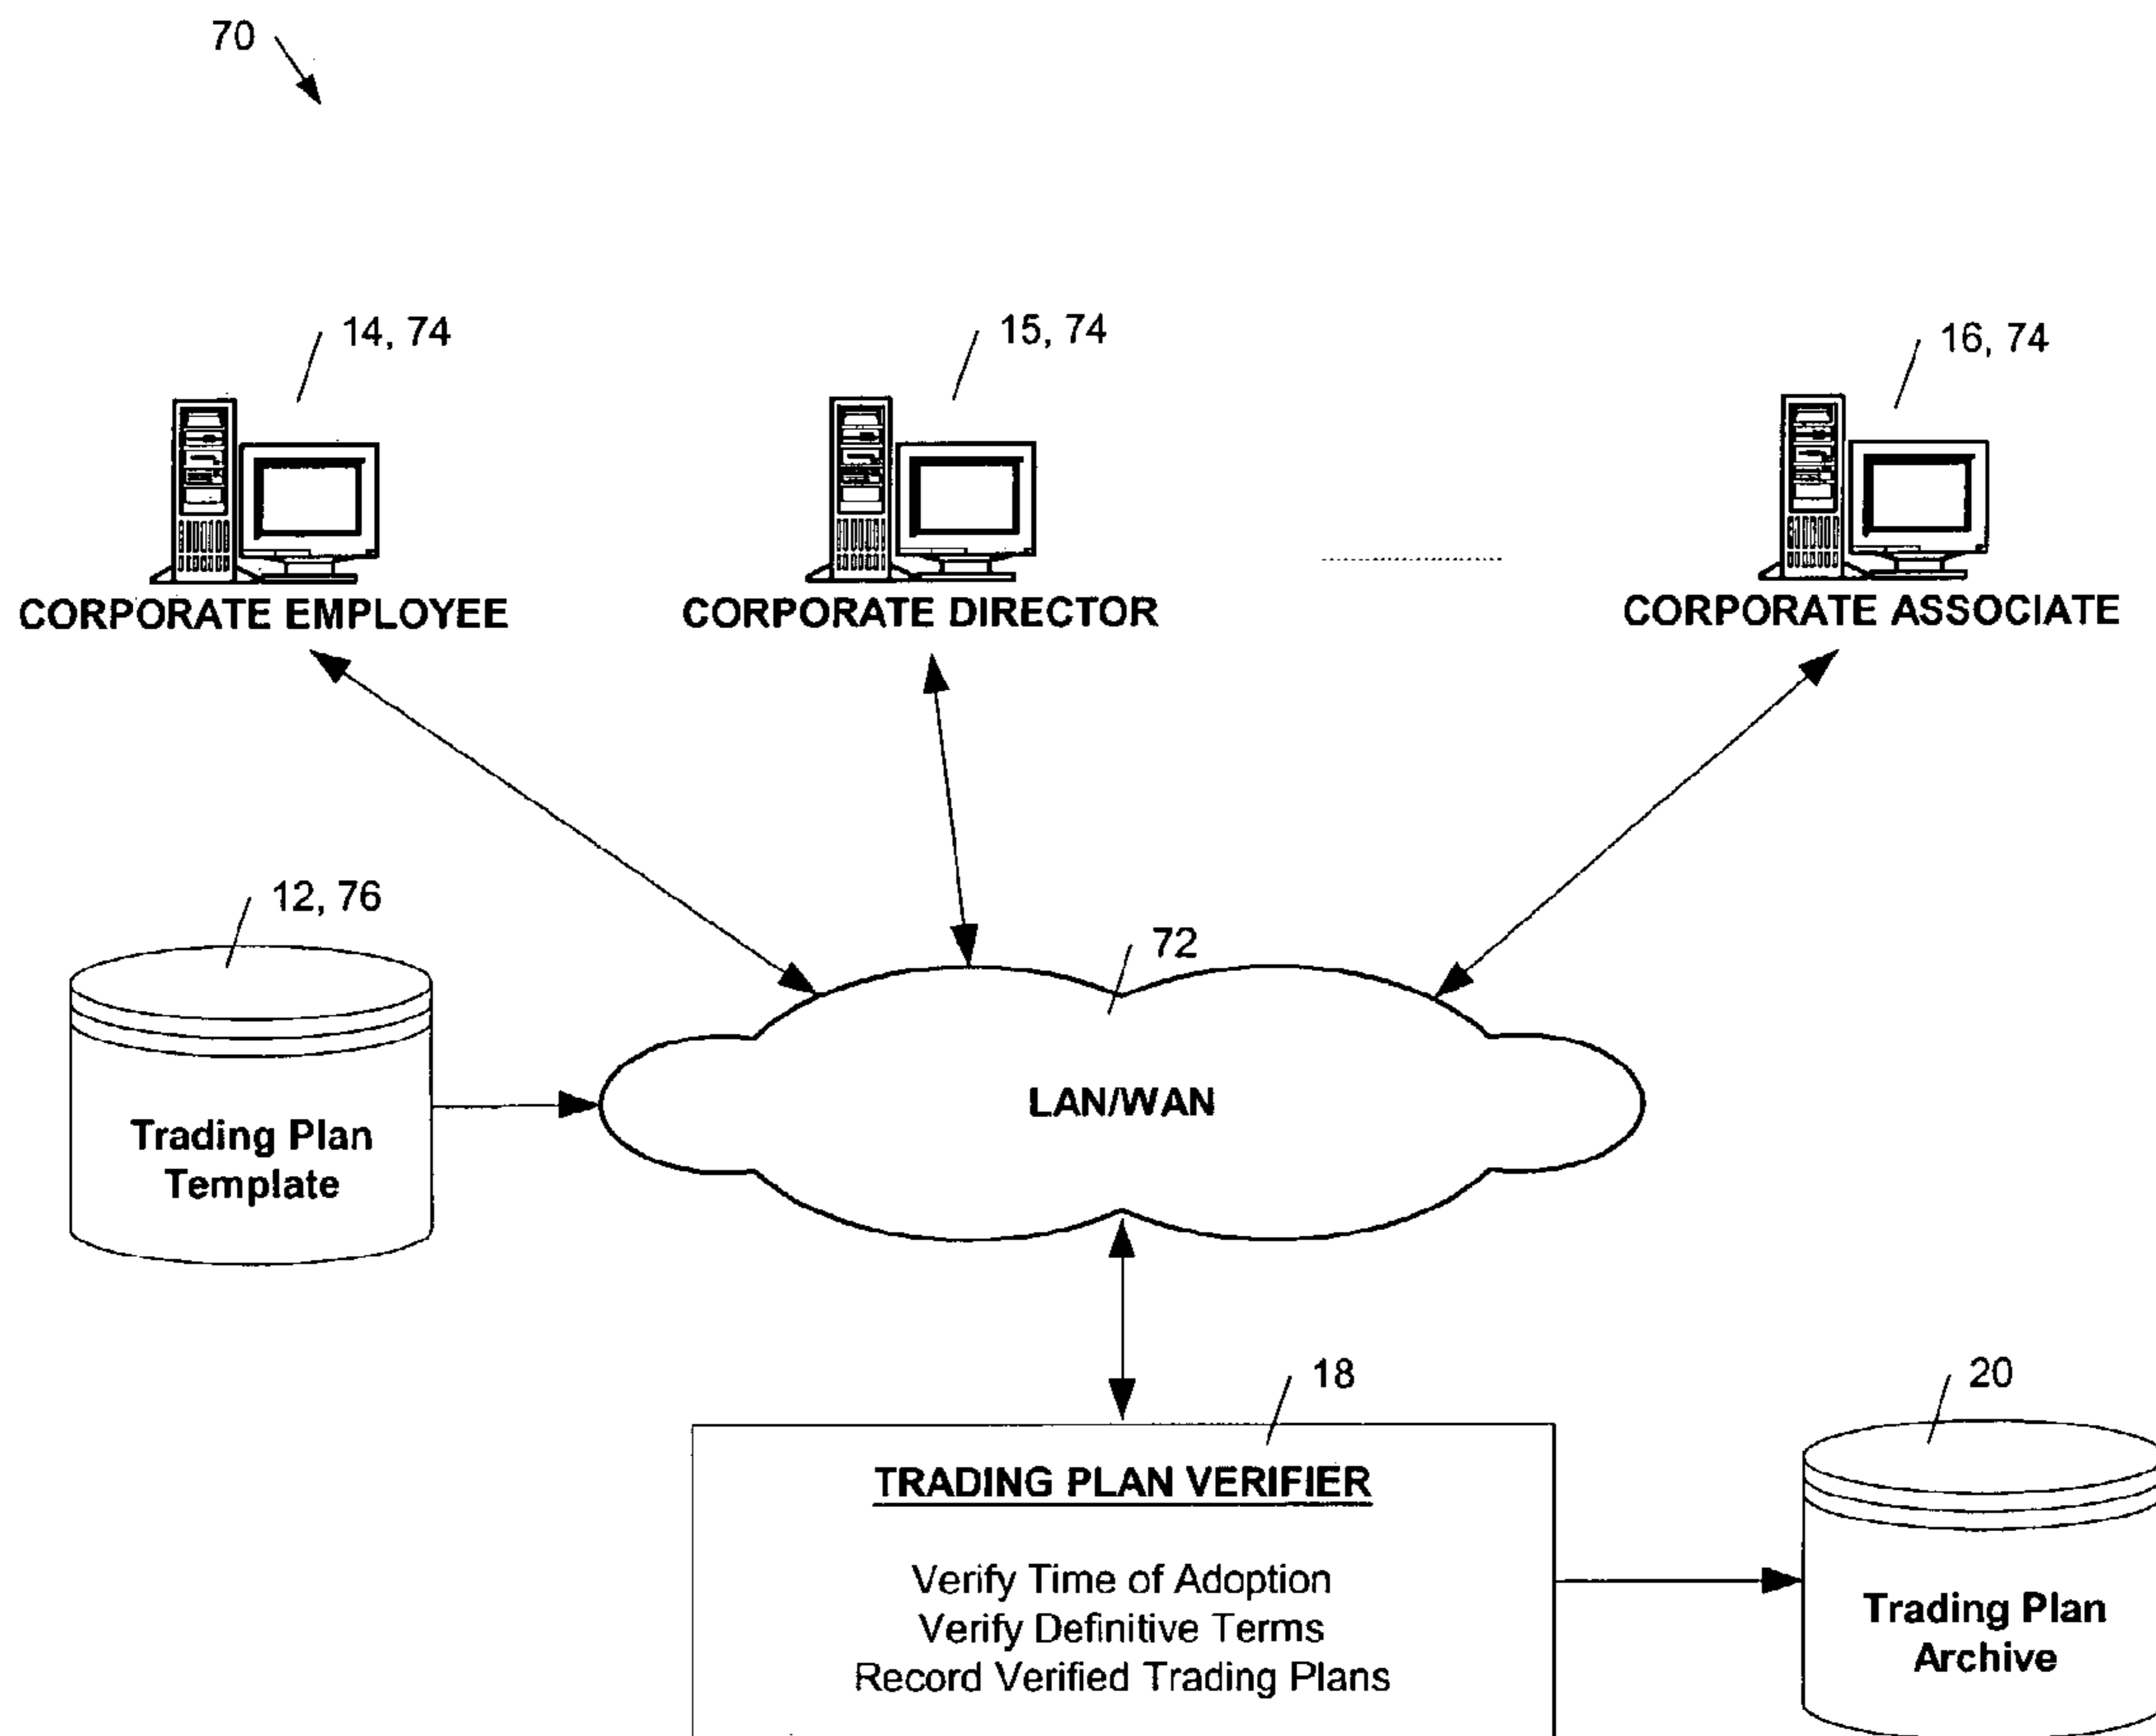 70
14, 74
15, 74
16, 74
CORPORATE EMPLOYEE
CORPORATE DIRECTOR
CORPORATE ASSOCIATE
12, 76
72
Trading Plan
Template
LAN/WAN
18
20
TRADING PLAN VERIFIER
Verify Time of Adoption
Verify Definitive Terms
Record Verified Trading Plans
Trading Plan
Archive